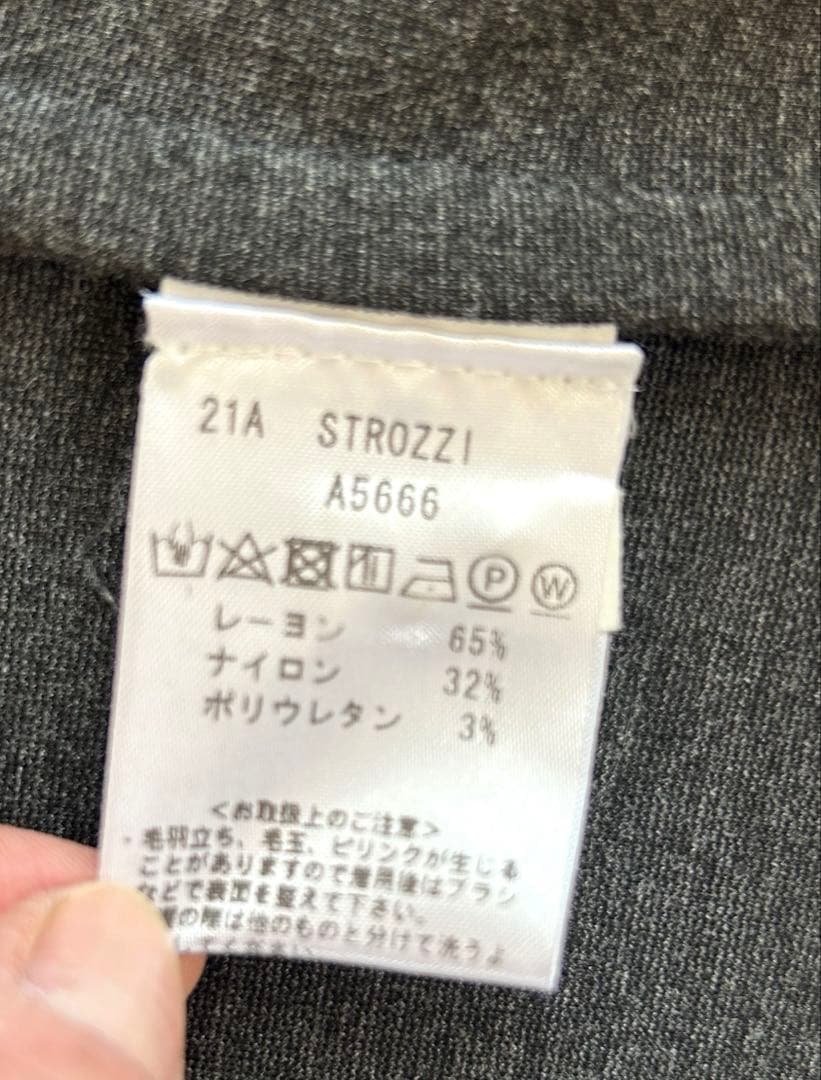 21A STROZZI
A5666
P W
レーヨン 65%
ナイロン 32%
ポリウレタン 3%
<お取扱上のご注意>
・毛羽立ち、毛玉、ピリングが生じる
ことがありますので着用後はブラシ
などで表面を整えて下さい。
の際は他のものと分けて洗うよ